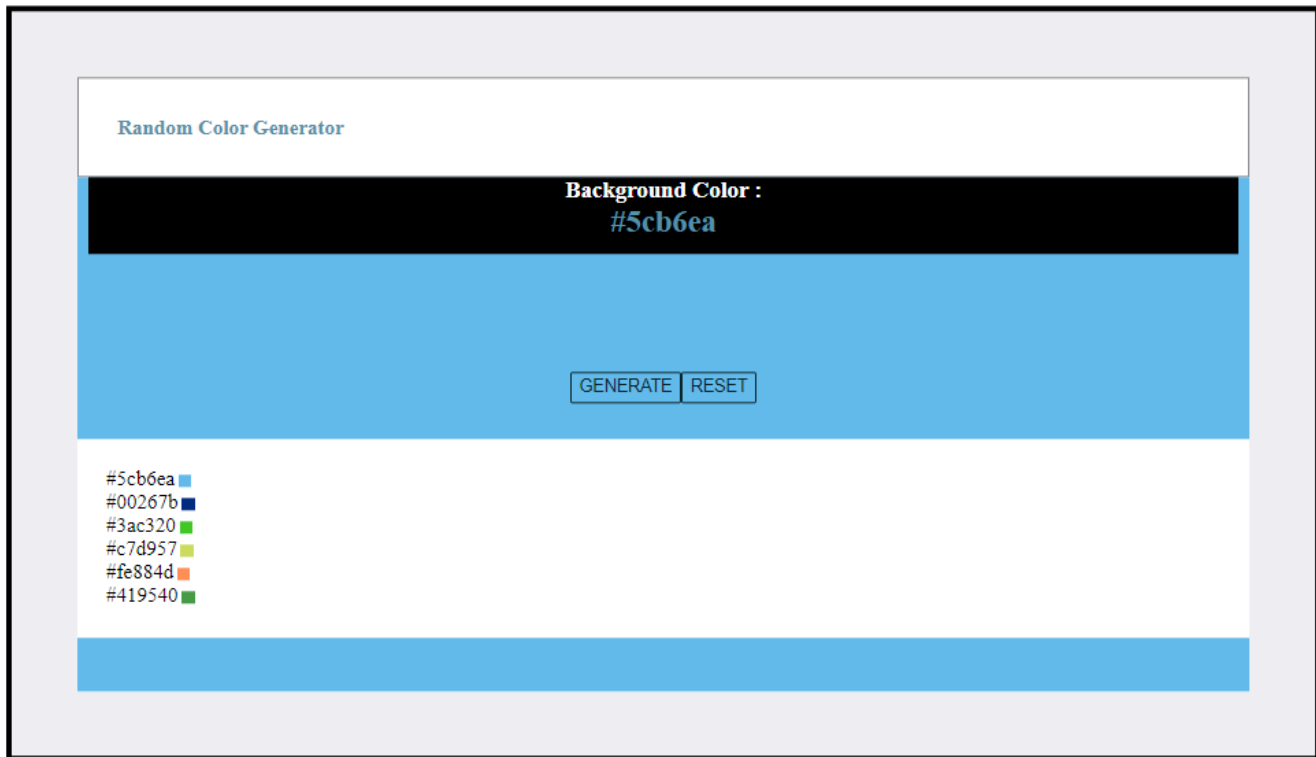 Random Color Generator
Background Color :
#5cb6ea
GENERATE RESET
#5cb6ea
#00267b
#3ac320
#c7d957
#fe884d
#419540